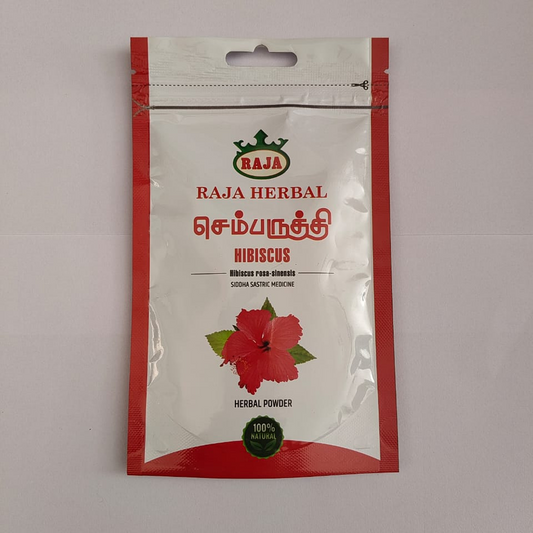 RAJA
RAJA HERBAL
செம்பருத்தி
HIBISCUS
Hibiscus rosa-sinensis
SIDDHA SASTRIC MEDICINE
HERBAL POWDER
100%
NATURAL